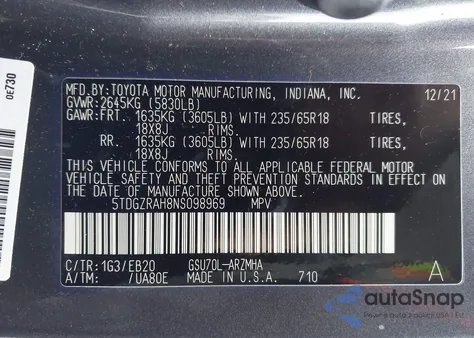 0E730
MFD.BY:TOYOTA MOTOR MANUFACTURING, INDIANA, INC. 12/21
GVWR:2645KG (5830LB)
GAWR:FRT. 1635KG (3605LB) WITH 235/65R18 TIRES,
18X8J RIMS.
RR. 1635KG (3605LB) WITH 235/65R18 TIRES,
18X8J RIMS.
THIS VEHICLE CONFORMS TO ALL APPLICABLE FEDERAL MOTOR
VEHICLE SAFETY AND THEFT PREVENTION STANDARDS IN EFFECT ON
THE DATE OF MANUFACTURE SHOWN ABOVE.
5TDGZRAH8NS098969 MPV
C/TR:1G3/EB20 GSU70L-ARZMHA
A/TM: /UA80E MADE IN U.S.A. 710 A
autoSnap